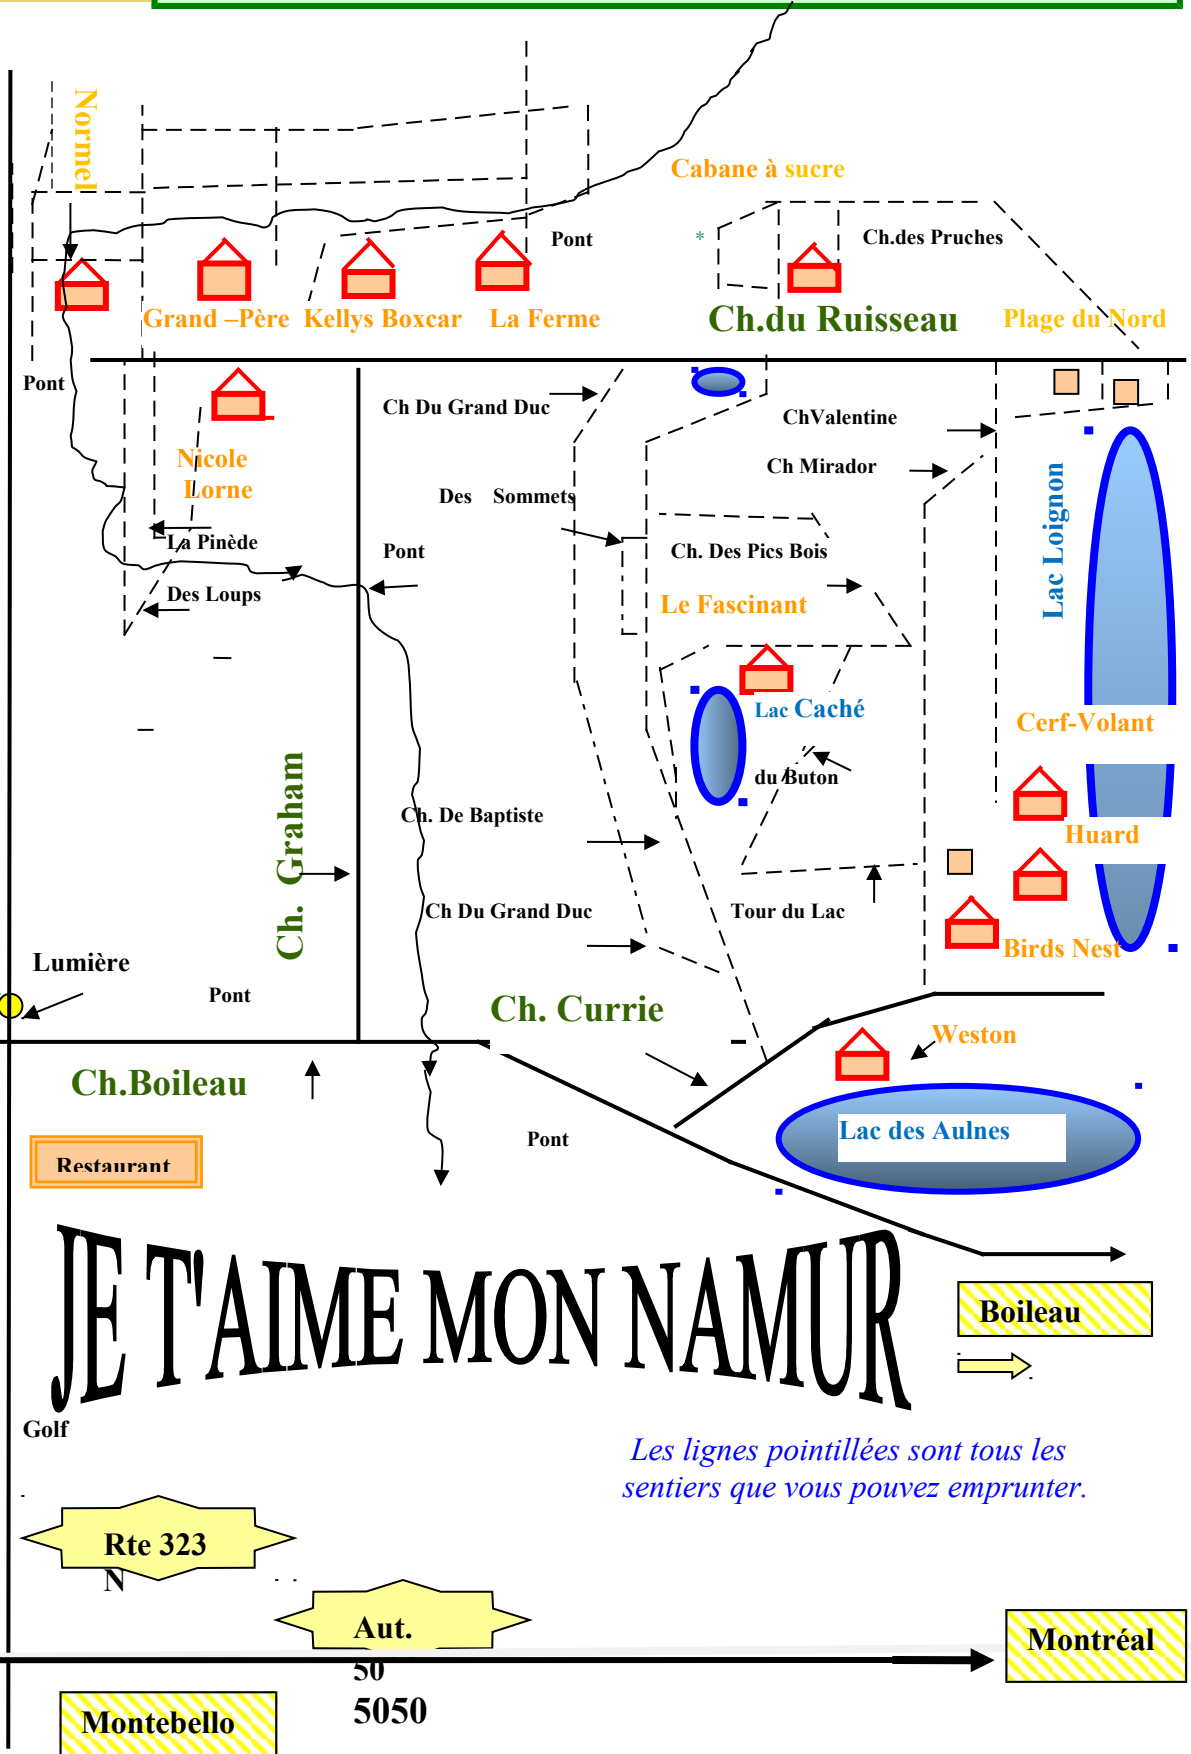 Normel
Cabane à sucre
Pont
*
Ch.des Pruches
Grand –Père
Kellys Boxcar
La Ferme
Ch.du Ruisseau
Plage du Nord
Pont
Ch Du Grand Duc
ChValentine
Nicole
Lorne
Ch Mirador
Des Sommets
Lac Loignon
La Pinède
Pont
Ch. Des Pics Bois
Des Loups
Le Fascinant
Lac Caché
Cerf-Volant
du Buton
Ch. Graham
Ch. De Baptiste
Huard
Ch Du Grand Duc
Tour du Lac
Birds Nest
Lumière
Pont
Ch. Currie
Weston
Ch.Boileau
Pont
Lac des Aulnes
Restaurant
JE T'AIME MON NAMUR
Boileau
Golf
Les lignes pointillées sont tous les
sentiers que vous pouvez emprunter.
Rte 323
N
Aut.
50
5050
Montréal
Montebello